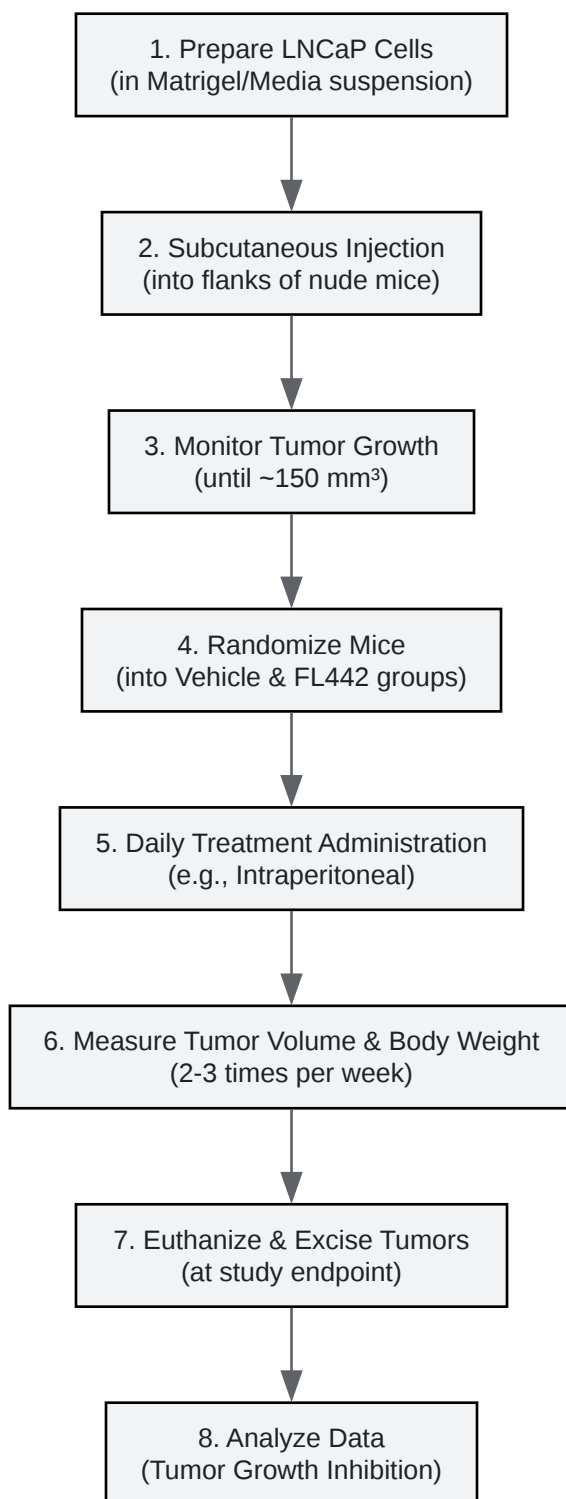 1. Prepare LNCaP Cells
(in Matrigel/Media suspension)
2. Subcutaneous Injection
(into flanks of nude mice)
3. Monitor Tumor Growth
(until ~150 mm³)
4. Randomize Mice
(into Vehicle & FL442 groups)
5. Daily Treatment Administration
(e.g., Intraperitoneal)
6. Measure Tumor Volume & Body Weight
(2-3 times per week)
7. Euthanize & Excise Tumors
(at study endpoint)
8. Analyze Data
(Tumor Growth Inhibition)